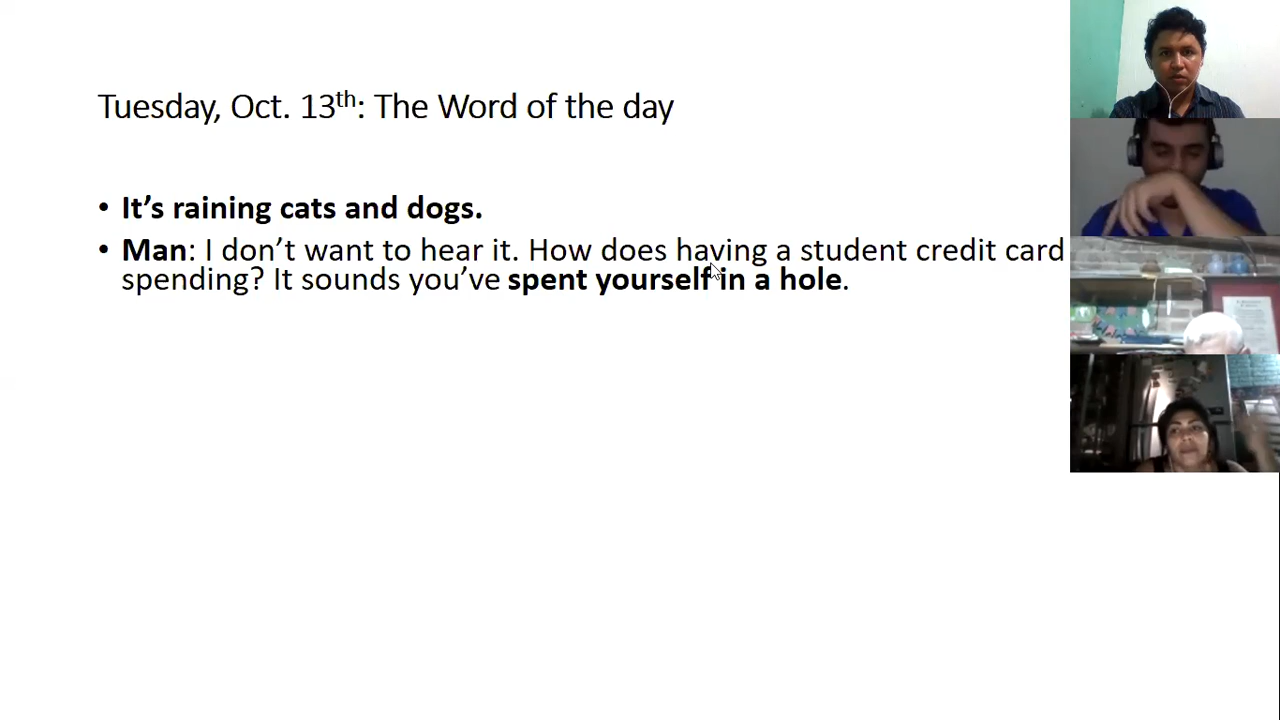 Tuesday, Oct. 13th: The Word of the day
• It’s raining cats and dogs.
• Man: I don’t want to hear it. How does having a student credit card
spending? It sounds you’ve spent yourself in a hole.